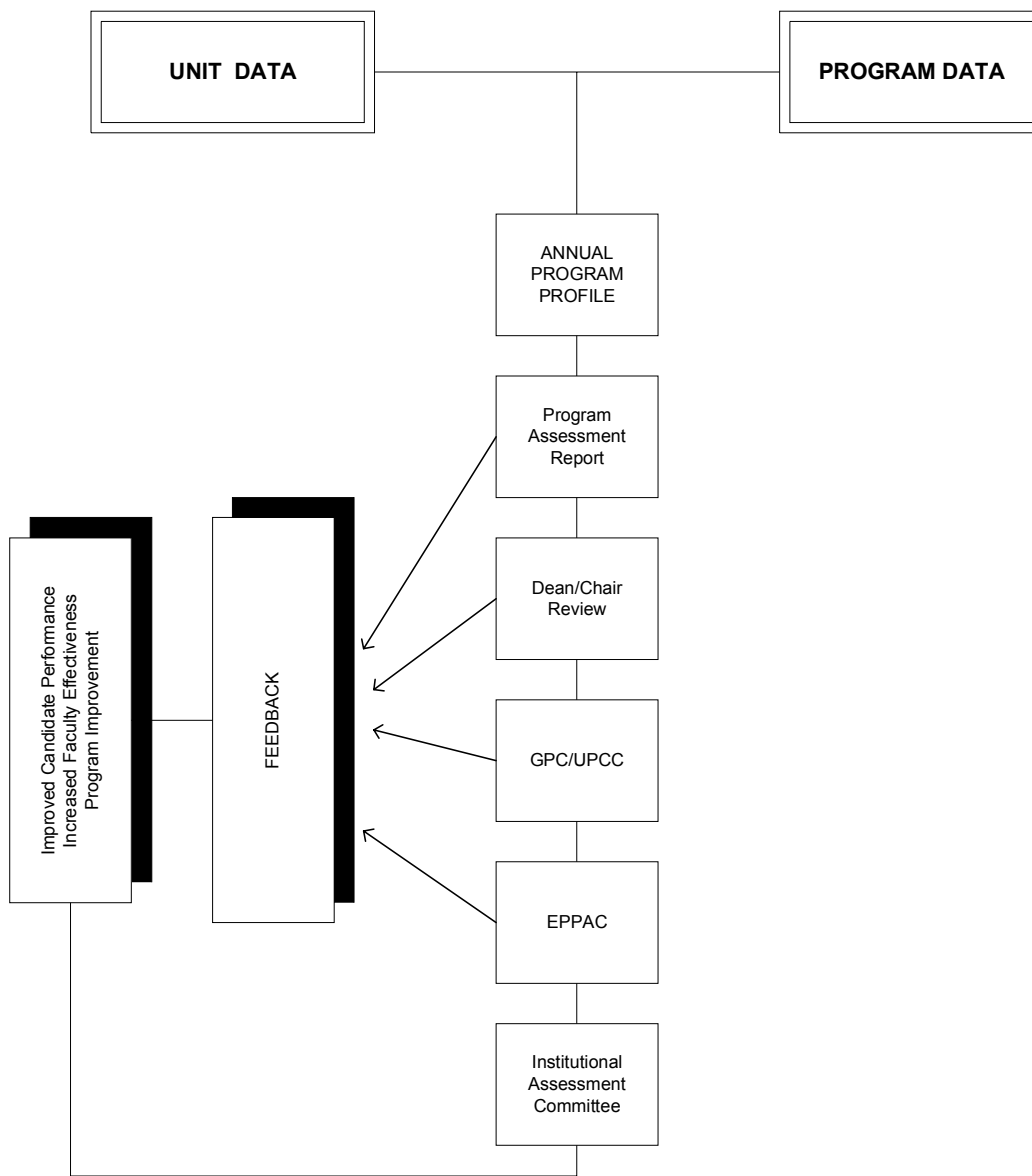 UNIT DATA
PROGRAM DATA
ANNUAL
PROGRAM
PROFILE
Program
Assessment
Report
Dean/Chair
Review
GPC/UPCC
EPPAC
Institutional
Assessment
Committee
FEEDBACK
Improved Candidate Performance
Increased Faculty Effectiveness
Program Improvement